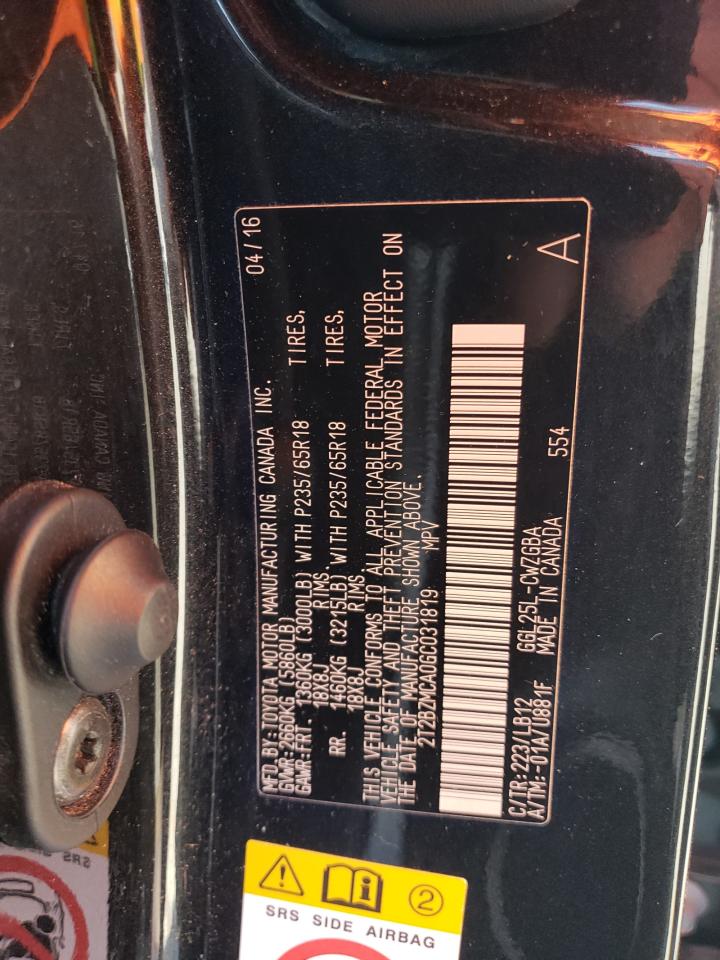 MFD.BY:TOYOTA MOTOR MANUFACTURING CANADA INC. 04/16
GVWR:2660KG(5860LB)
GAWR:FRT. 1360KG(3000LB)WITH P235/65R18 TIRES,
18X8J RIMS
RR. 1460KG(3215LB)WITH P235/65R18 TIRES,
18X8J RIMS
THIS VEHICLE CONFORMS TO ALL APPLICABLE FEDERAL MOTOR
VEHICLE SAFETY AND THEFT PREVENTION STANDARDS IN EFFECT ON
THE DATE OF MANUFACTURE SHOWN ABOVE.
2T2BZMCA0GC031819 MPV
C/TR:223/LB12 GGL25L-CWZGBA
A/TM:-01A/U881F MADE IN CANADA 554 A
2
SRS SIDE AIRBAG